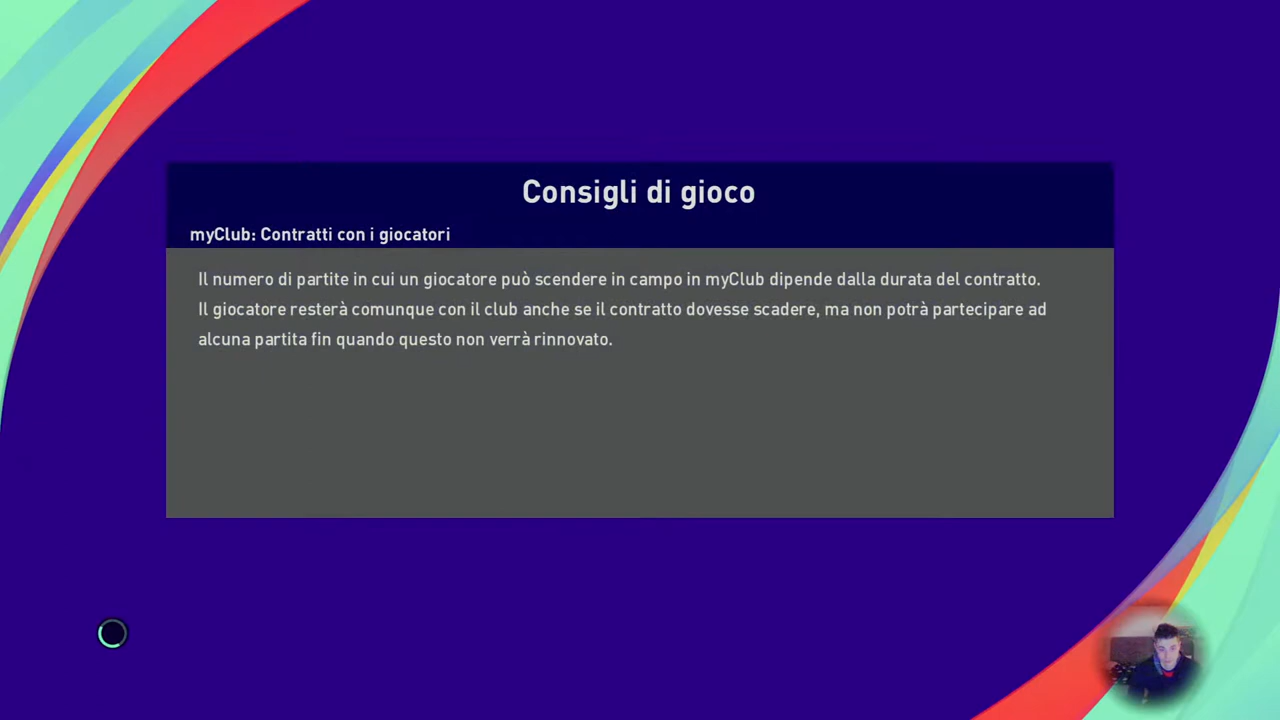 Consigli di gioco
myClub: Contratti con i giocatori
Il numero di partite in cui un giocatore può scendere in campo in myClub dipende dalla durata del contratto.
Il giocatore resterà comunque con il club anche se il contratto dovesse scadere, ma non potrà partecipare ad
alcuna partita fin quando questo non verrà rinnovato.